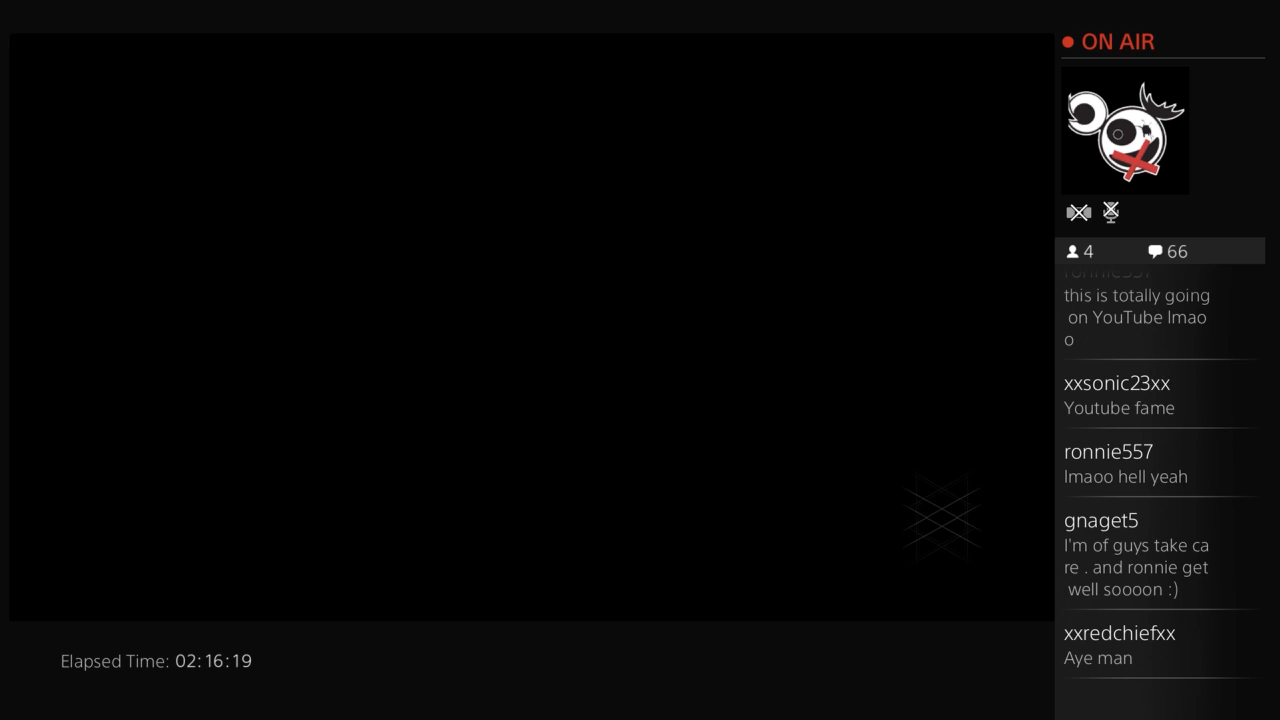 ON AIR
4 66
ronnie557
this is totally going
on YouTube lmao
o
xxsonic23xx
Youtube fame
ronnie557
lmaoo hell yeah
gnaget5
I'm of guys take ca
re . and ronnie get
well soooon :)
xxredchiefxx
Aye man
Elapsed Time: 02:16:19